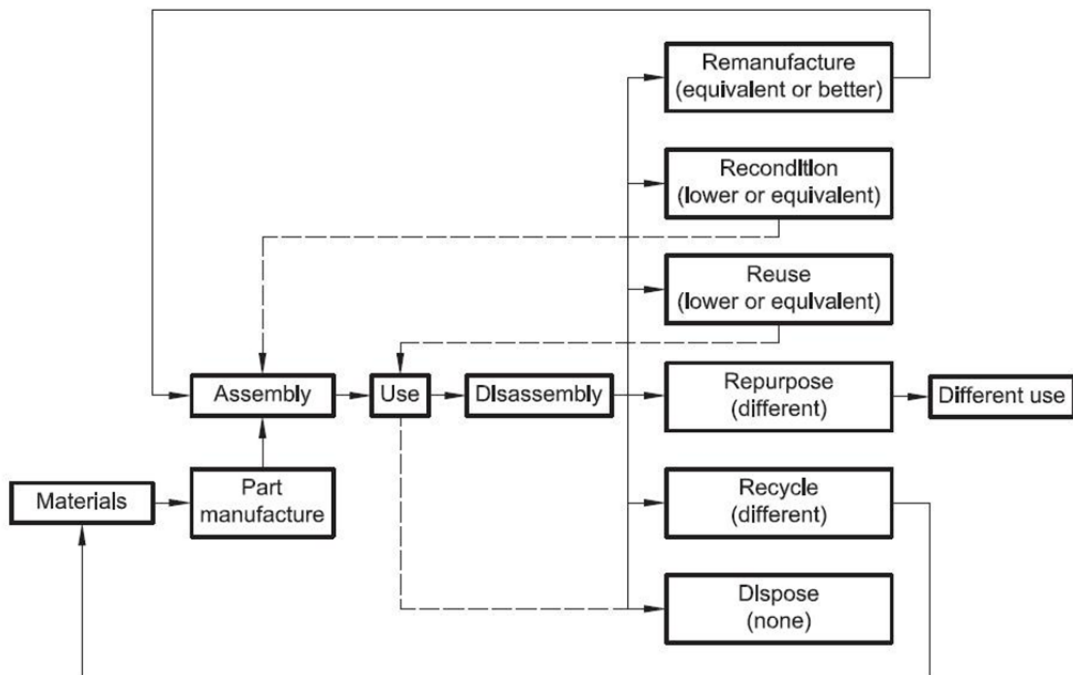 Remanufacture
(equivalent or better)
Recondition
(lower or equivalent)
Reuse
(lower or equivalent)
Assembly
Use
Disassembly
Repurpose
(different)
Different use
Materials
Part
manufacture
Recycle
(different)
Dispose
(none)